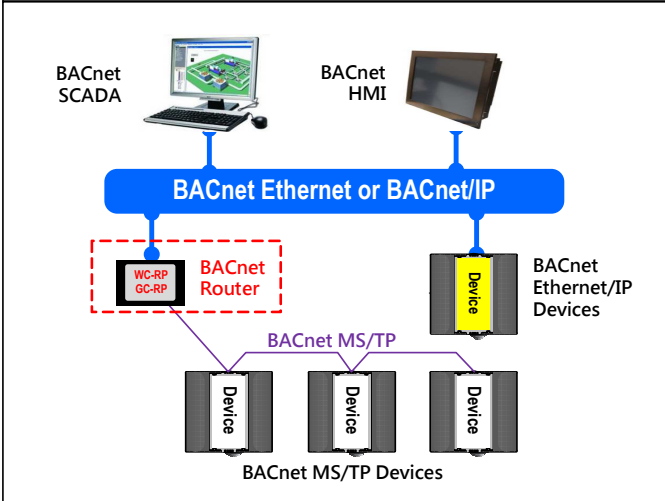 BACnet
SCADA
BACnet
HMI
BACnet Ethernet or BACnet/IP
WC-RP
GC-RP
BACnet
Router
Device
BACnet
Ethernet/IP
Devices
BACnet MS/TP
Device
Device
Device
BACnet MS/TP Devices